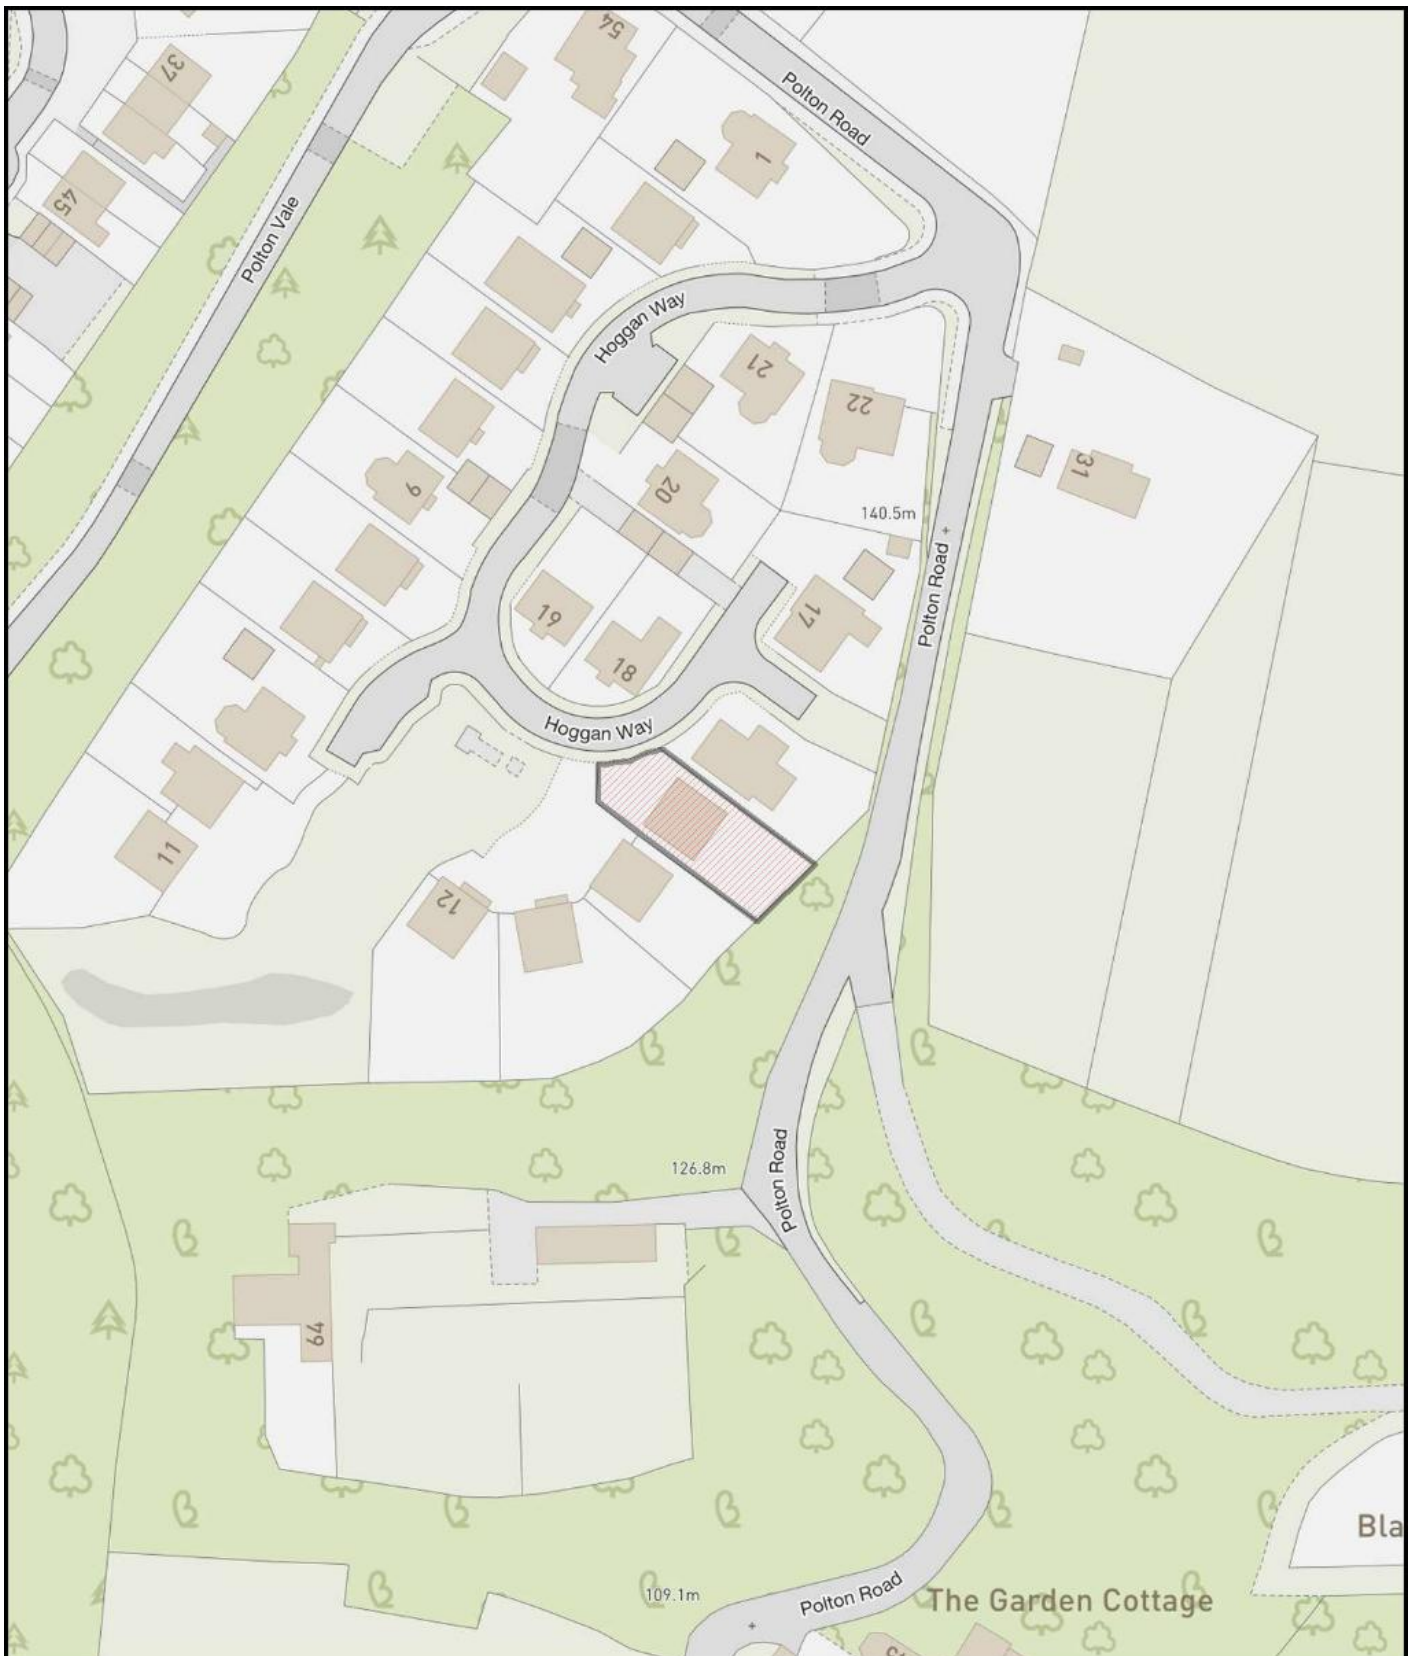 54
37
Polton Road
1
45
Polton Vale
Hoggan Way
21
22
31
9
20
140.5m
Polton Road
19
17
18
Hoggan Way
11
12
126.8m
Polton Road
64
Bla
109.1m
Polton Road
The Garden Cottage